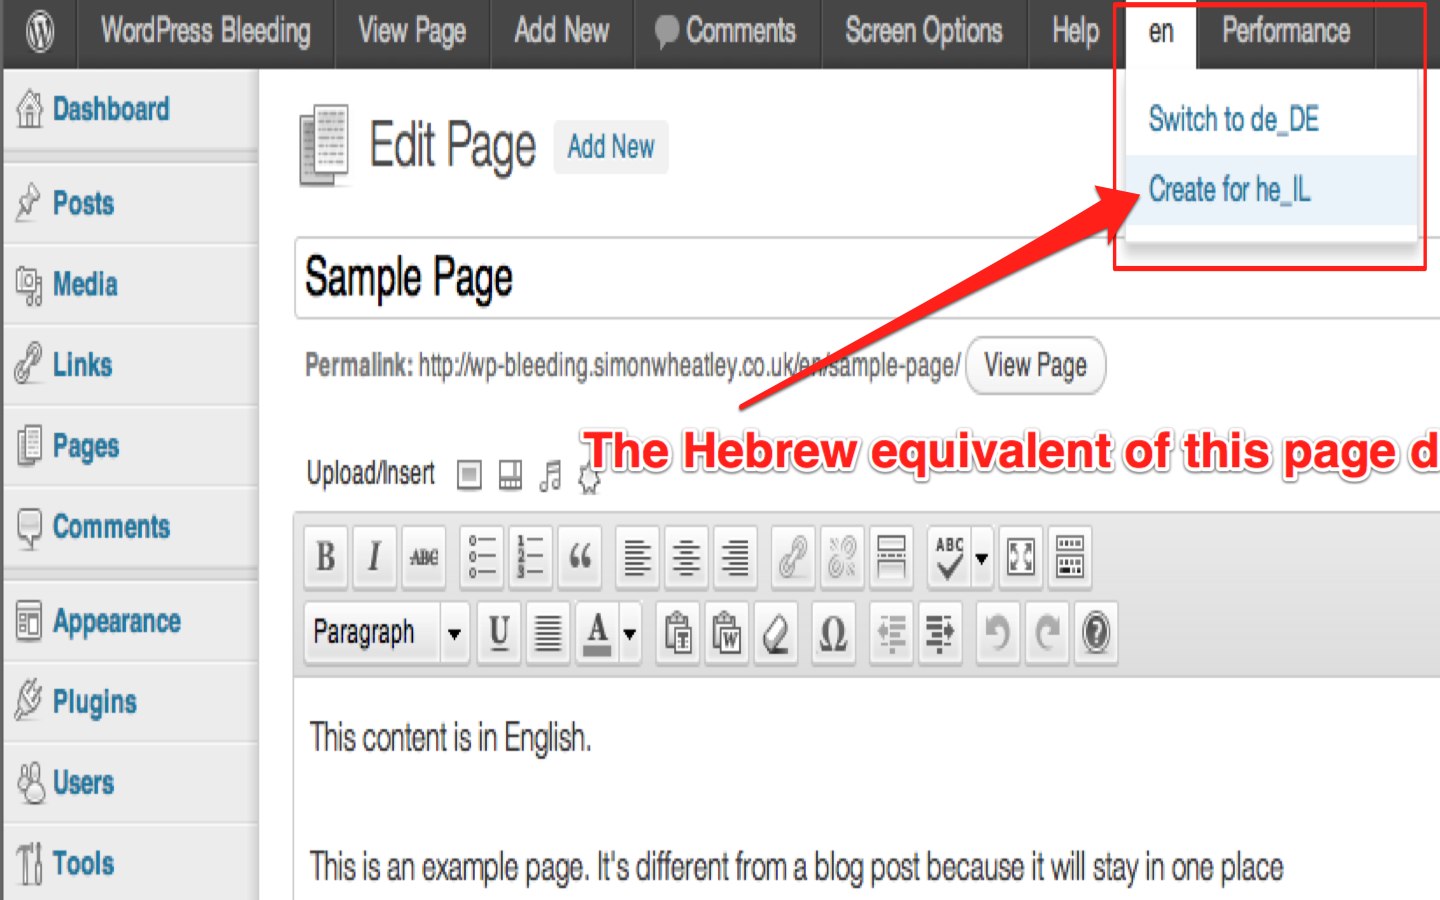 WordPress Bleeding View Page Add New Comments Screen Options Help en Performance
Switch to de_DE
Create for he_IL
Dashboard
Posts
Media
Links
Pages
Comments
Appearance
Plugins
Users
Tools
Edit Page Add New
Sample Page
Permalink: http://wp-bleeding.simonwheatley.co.uk/en/sample-page/ View Page
The Hebrew equivalent of this page d
Upload/Insert
B I ABC 1 2 3 “ ABC
Paragraph U A T W Ω ?
This content is in English.
This is an example page. It's different from a blog post because it will stay in one place